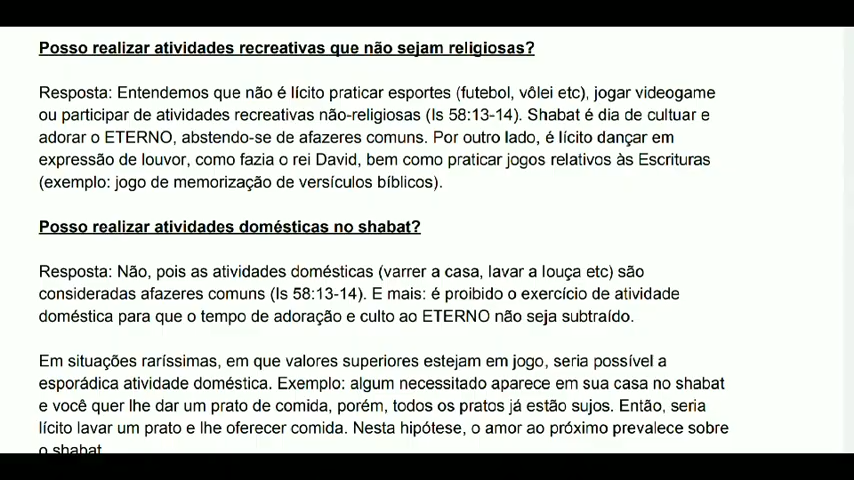 Posso realizar atividades recreativas que não sejam religiosas?
Resposta: Entendemos que não é lícito praticar esportes (futebol, vôlei etc), jogar videogame
ou participar de atividades recreativas não-religiosas (Is 58:13-14). Shabat é dia de cultuar e
adorar o ETERNO, abstendo-se de afazeres comuns. Por outro lado, é lícito dançar em
expressão de louvor, como fazia o rei David, bem como praticar jogos relativos às Escrituras
(exemplo: jogo de memorização de versículos bíblicos).
Posso realizar atividades domésticas no shabat?
Resposta: Não, pois as atividades domésticas (varrer a casa, lavar a louça etc) são
consideradas afazeres comuns (Is 58:13-14). E mais: é proibido o exercício de atividade
doméstica para que o tempo de adoração e culto ao ETERNO não seja subtraído.
Em situações raríssimas, em que valores superiores estejam em jogo, seria possível a
esporádica atividade doméstica. Exemplo: algum necessitado aparece em sua casa no shabat
e você quer lhe dar um prato de comida, porém, todos os pratos já estão sujos. Então, seria
lícito lavar um prato e lhe oferecer comida. Nesta hipótese, o amor ao próximo prevalece sobre
o shabat